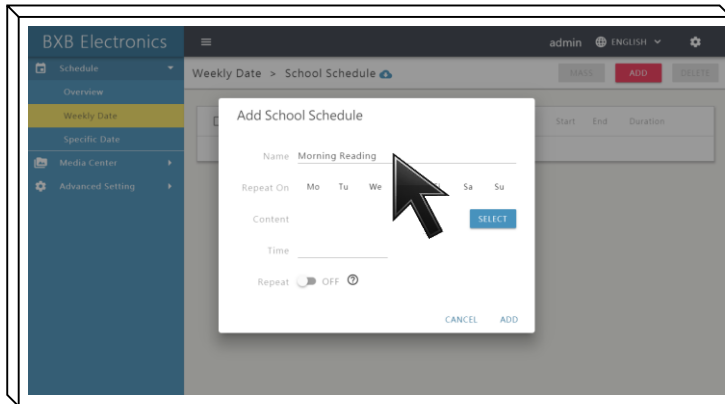 BXB Electronics
admin ENGLISH
Schedule
Overview
Weekly Date
Specific Date
Media Center
Advanced Setting
Weekly Date > School Schedule
MASS ADD DELETE
Start End Duration
Add School Schedule
Name Morning Reading
Repeat On Mo Tu We Sa Su
Content SELECT
Time
Repeat OFF ?
CANCEL ADD